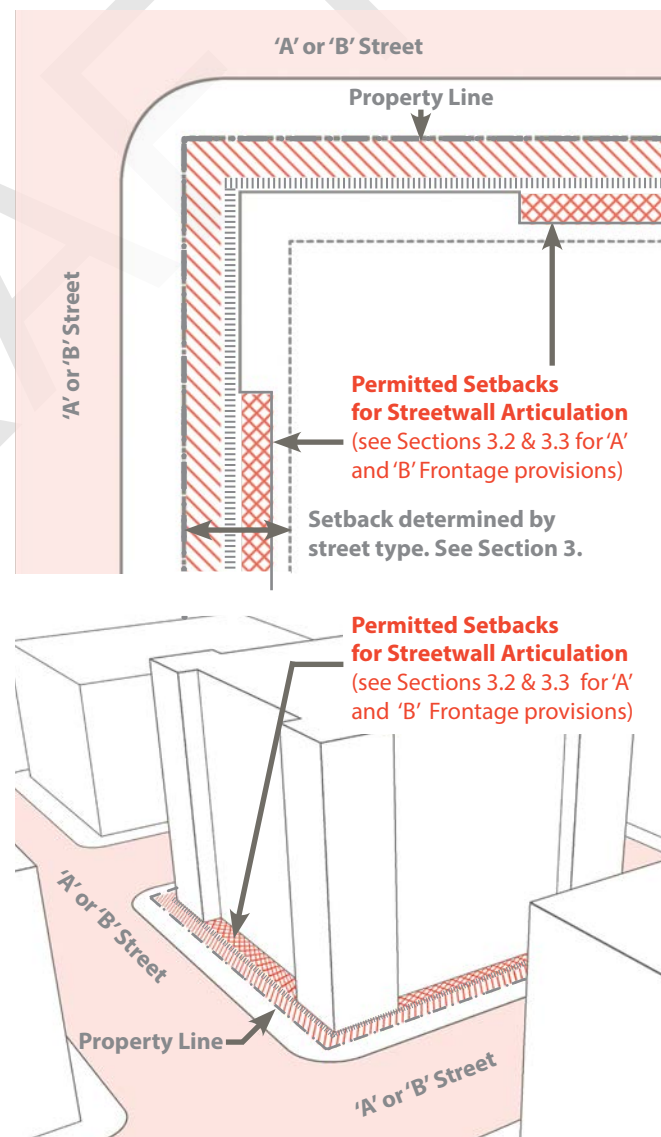 ‘A’ or ‘B’ Street
Property Line
‘A’ or ‘B’ Street
Permitted Setbacks
for Streetwall Articulation
(see Sections 3.2 & 3.3 for ‘A’
and ‘B’ Frontage provisions)
Setback determined by
street type. See Section 3.
Permitted Setbacks
for Streetwall Articulation
(see Sections 3.2 & 3.3 for ‘A’
and ‘B’ Frontage provisions)
‘A’ or ‘B’ Street
Property Line
‘A’ or ‘B’ Street